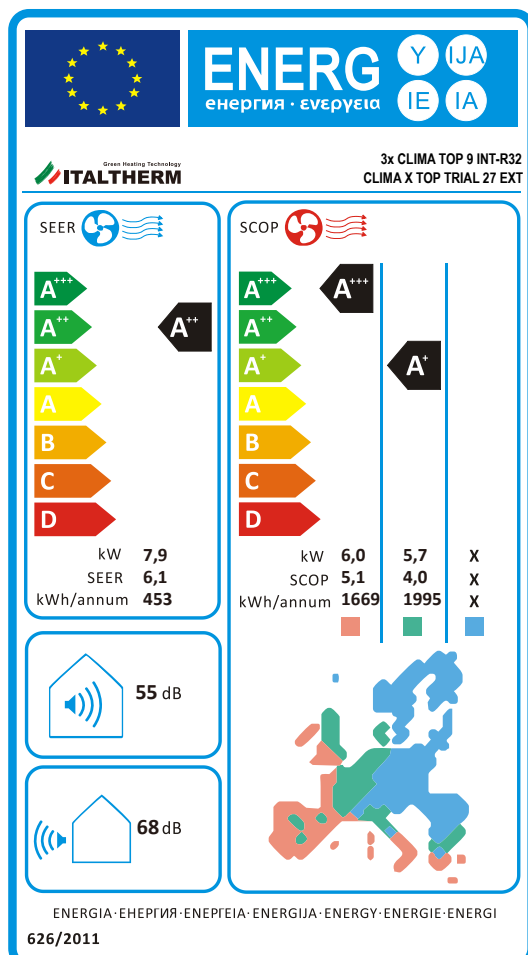 ENERG
енергия · ενεργεια
Y IJA
IE IA
Green Heating Technology
ITALTHERM
3x CLIMA TOP 9 INT-R32
CLIMA X TOP TRIAL 27 EXT
SEER
A+++
A++
A+
A
B
C
D
A++
kW 7,9
SEER 6,1
kWh/annum 453
SCOP
A+++
A++
A+
A
B
C
D
A+++
A+
kW 6,0 5,7 X
SCOP 5,1 4,0 X
kWh/annum 1669 1995 X
55 dB
68 dB
ENERGIA·ЕНЕРГИЯ·ΕΝΕΡΓΕΙΑ·ENERGIJA·ENERGY·ENERGIE·ENERGI
626/2011